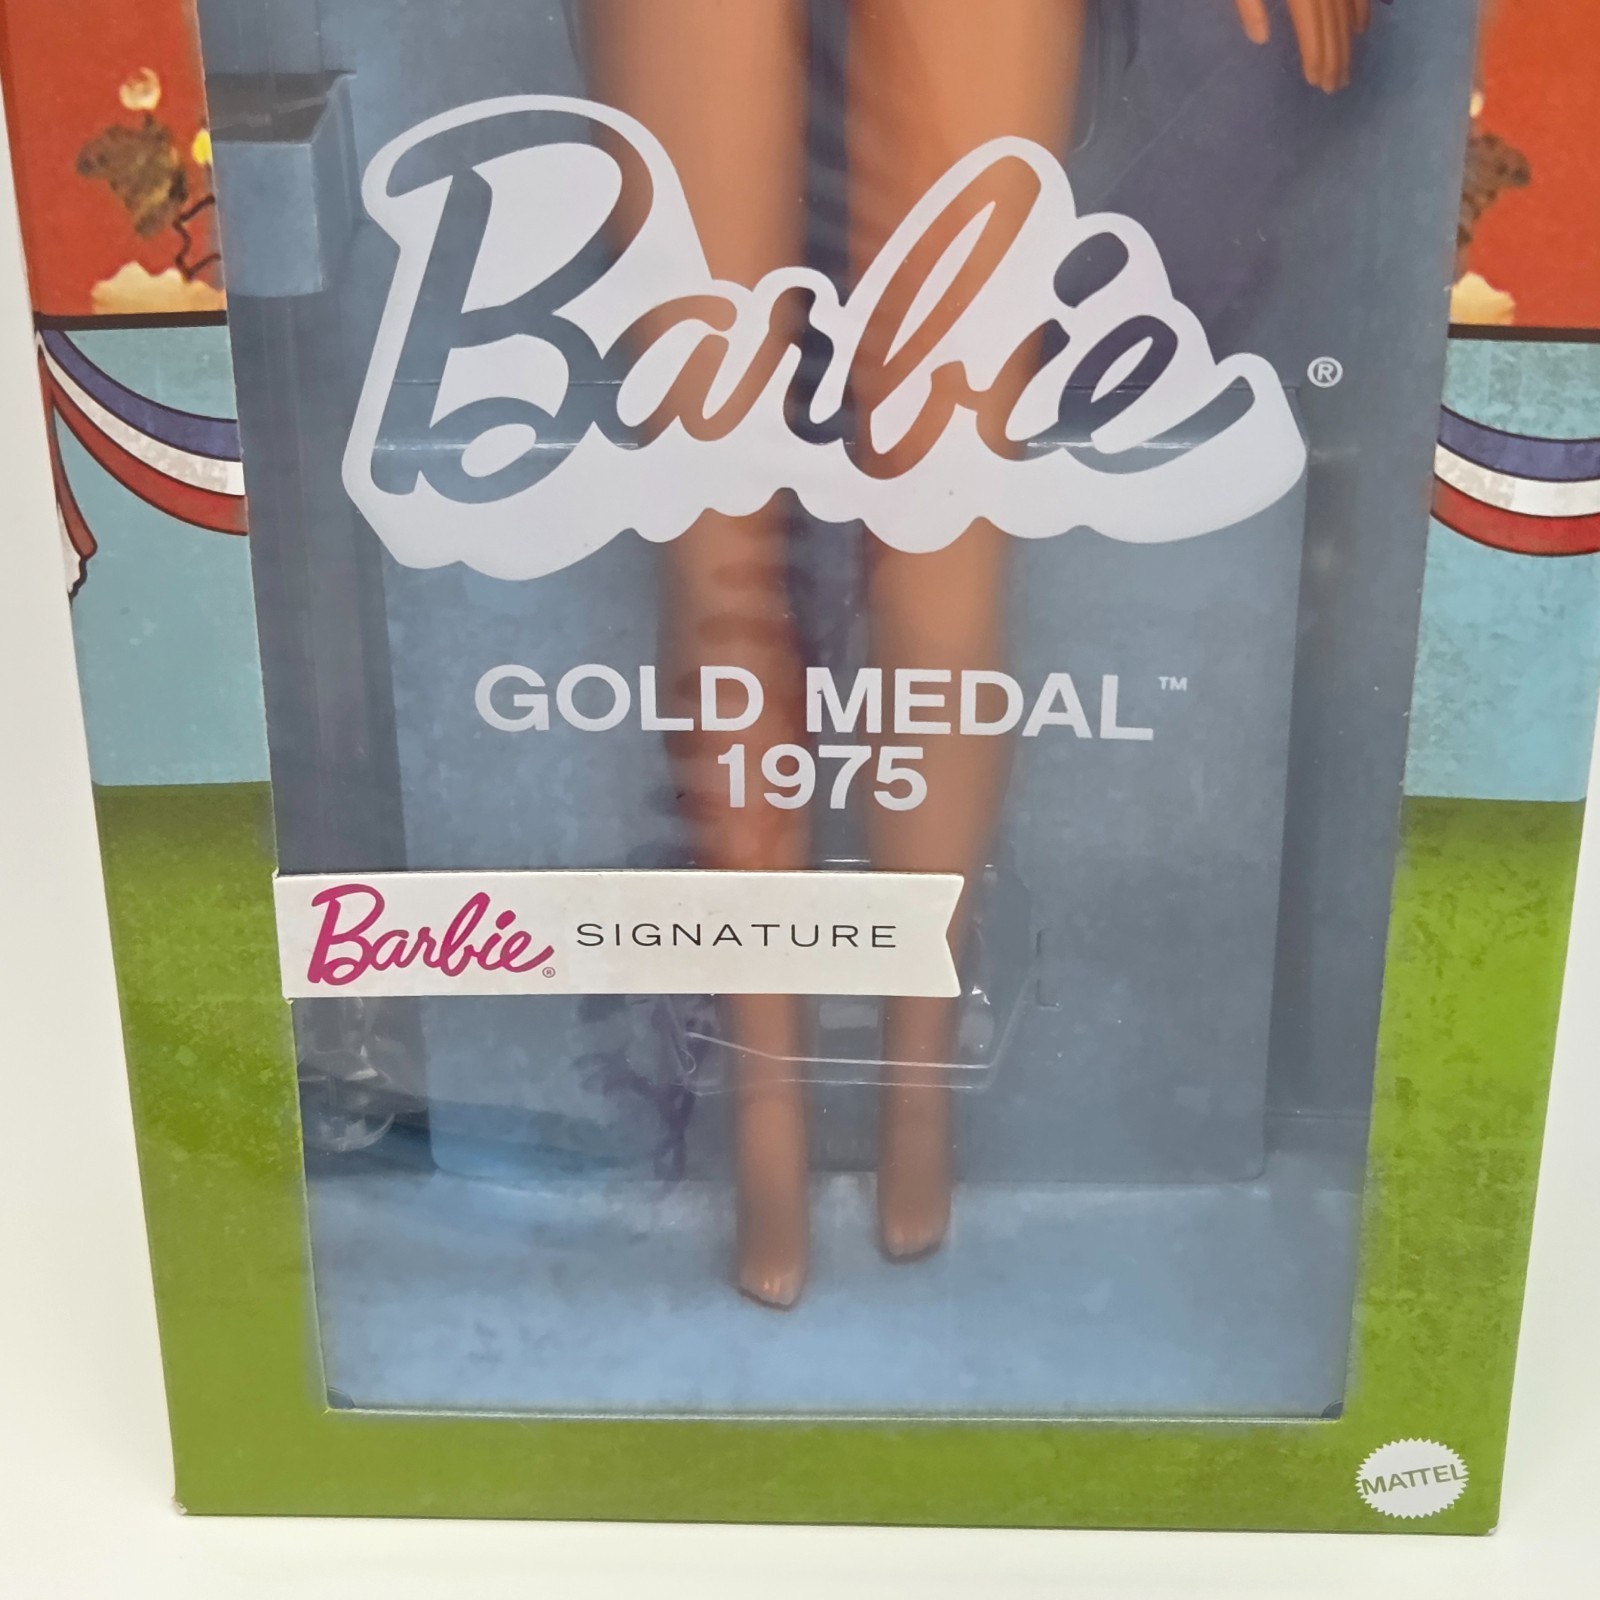 Barbie®
GOLD MEDAL™
1975
Barbie® SIGNATURE
MATTEL